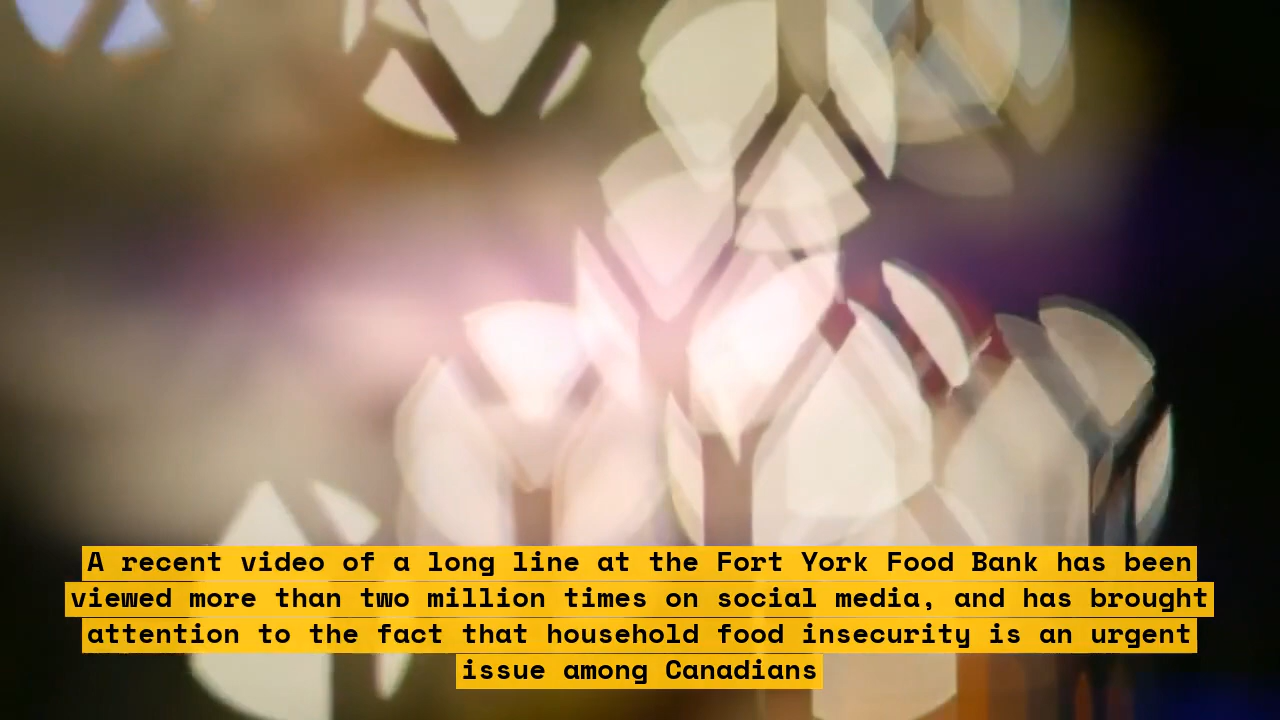 A recent video of a long line at the Fort York Food Bank has been
viewed more than two million times on social media, and has brought
attention to the fact that household food insecurity is an urgent
issue among Canadians